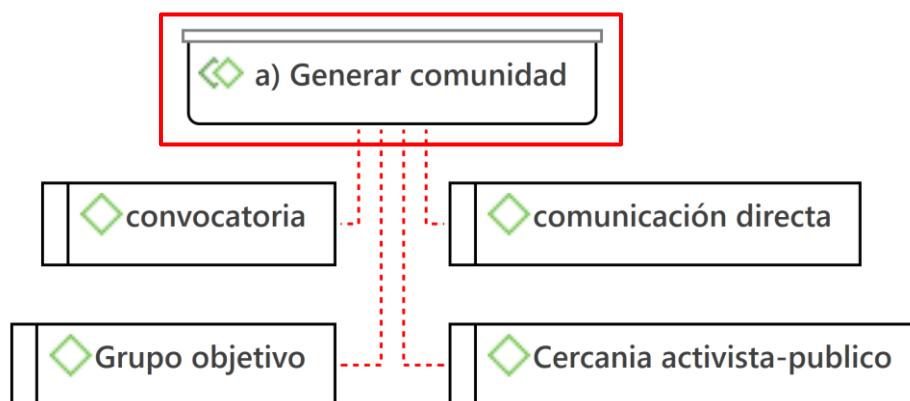 a) Generar comunidad
convocatoria
comunicación directa
Grupo objetivo
Cercania activista-publico